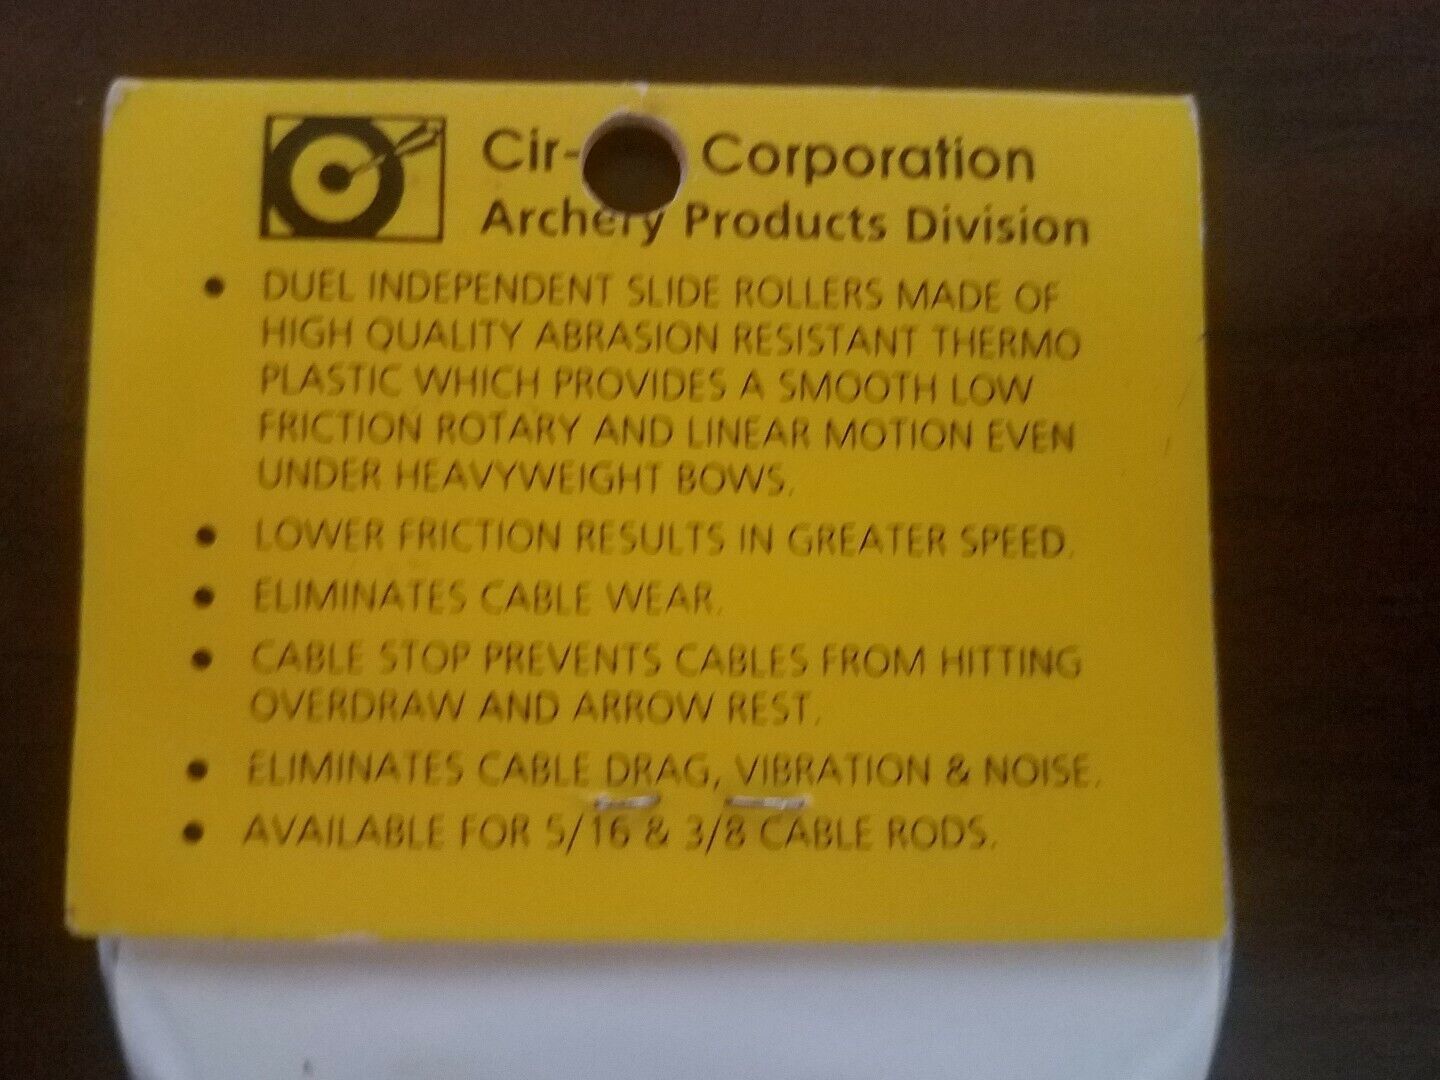 Cir- Corporation
Archery Products Division
• DUEL INDEPENDENT SLIDE ROLLERS MADE OF
HIGH QUALITY ABRASION RESISTANT THERMO
PLASTIC WHICH PROVIDES A SMOOTH LOW
FRICTION ROTARY AND LINEAR MOTION EVEN
UNDER HEAVYWEIGHT BOWS.
• LOWER FRICTION RESULTS IN GREATER SPEED.
• ELIMINATES CABLE WEAR.
• CABLE STOP PREVENTS CABLES FROM HITTING
OVERDRAW AND ARROW REST.
• ELIMINATES CABLE DRAG, VIBRATION & NOISE.
• AVAILABLE FOR 5/16 & 3/8 CABLE RODS.